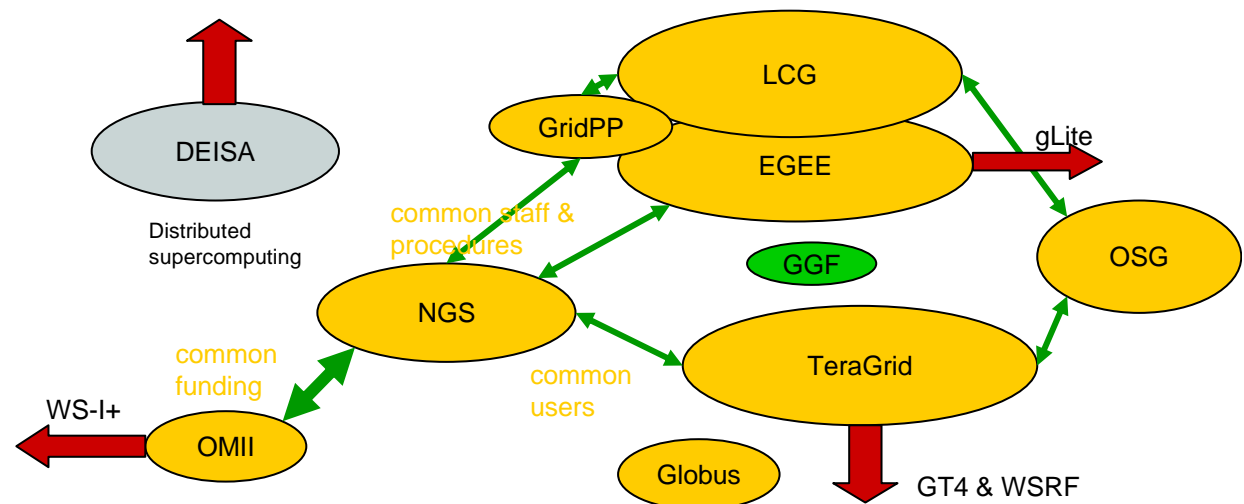 LCG
GridPP
DEISA
gLite
EGEE
common staff &
procedures
Distributed
supercomputing
GGF
OSG
NGS
common
funding
TeraGrid
common
users
WS-I+
OMII
Globus
GT4 & WSRF